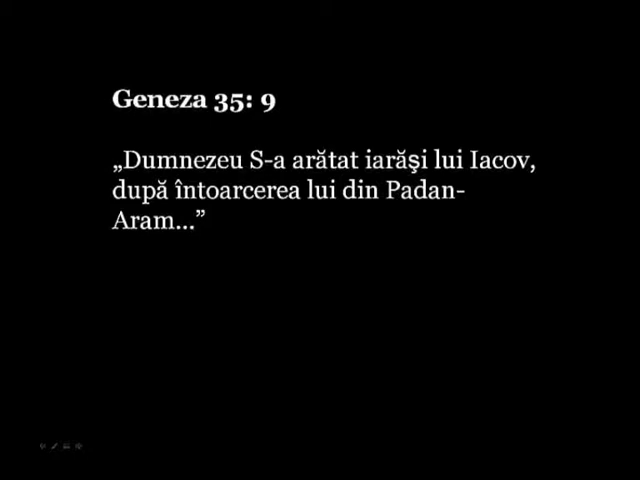 Geneza 35: 9
„Dumnezeu S-a arătat iarăşi lui Iacov,
după întoarcerea lui din Padan-
Aram...”